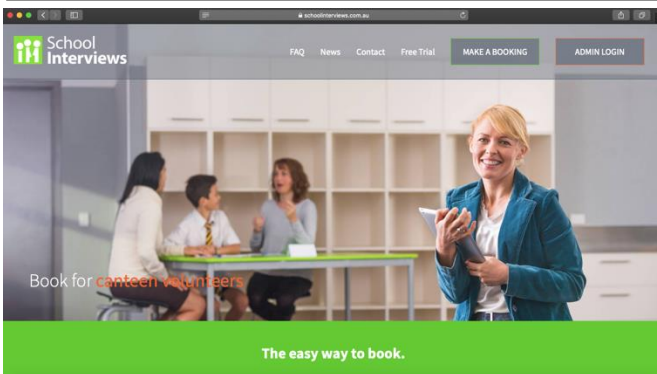 schoolinterviews.com.au
School
Interviews
FAQ News Contact Free Trial MAKE A BOOKING ADMIN LOGIN
Book for canteen volunteers
The easy way to book.